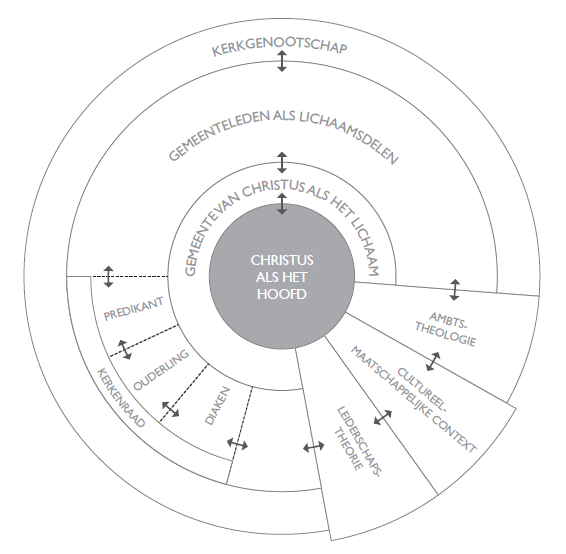 KERKGENOOTSCHAP
GEMEENTELEDEN ALS LICHAAMSDELEN
GEMEENTE VAN CHRISTUS ALS HET LICHAAM
CHRISTUS
ALS HET
HOOFD
PREDIKANT
OUDERLING
DIAKEN
KERKENRAAD
AMBTS-
THEOLOGIE
CULTUREEL-
MAATSCHAPPELIJKE CONTEXT
LEIDERSCHAPS-
THEORIE